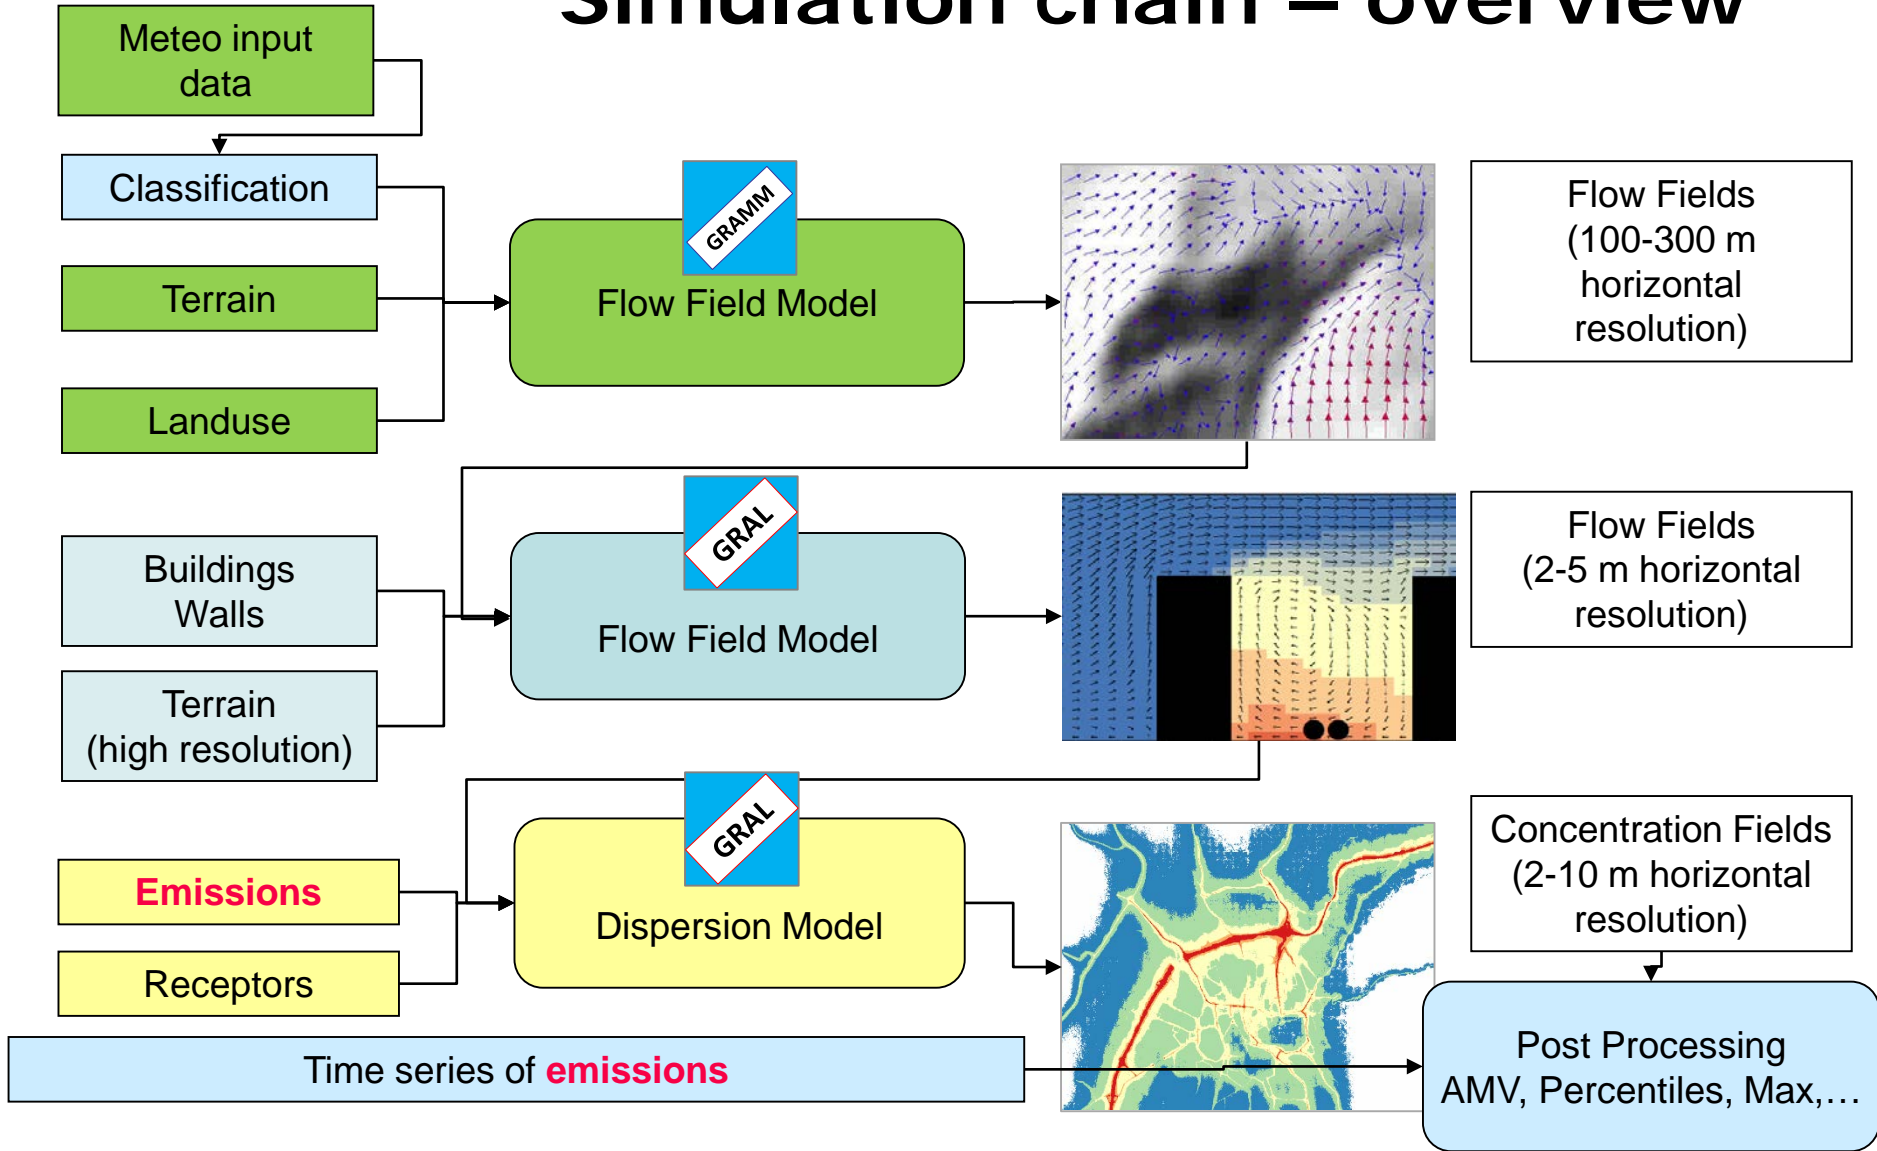 Simulation chain – overview
Meteo input
data
Classification
Terrain
Landuse
GRAMM
Flow Field Model
Flow Fields
(100-300 m
horizontal
resolution)
Buildings
Walls
Terrain
(high resolution)
GRAL
Flow Field Model
Flow Fields
(2-5 m horizontal
resolution)
Emissions
Receptors
GRAL
Dispersion Model
Concentration Fields
(2-10 m horizontal
resolution)
Time series of emissions
Post Processing
AMV, Percentiles, Max,…